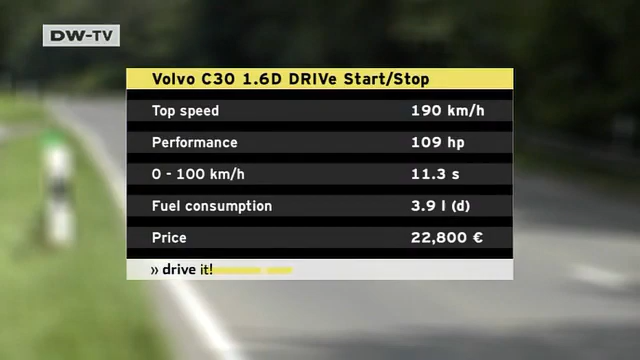 DW-TV
Volvo C30 1.6D DRIVe Start/Stop
Top speed 190 km/h
Performance 109 hp
0 - 100 km/h 11.3 s
Fuel consumption 3.9 l (d)
Price 22,800 €
» drive it!